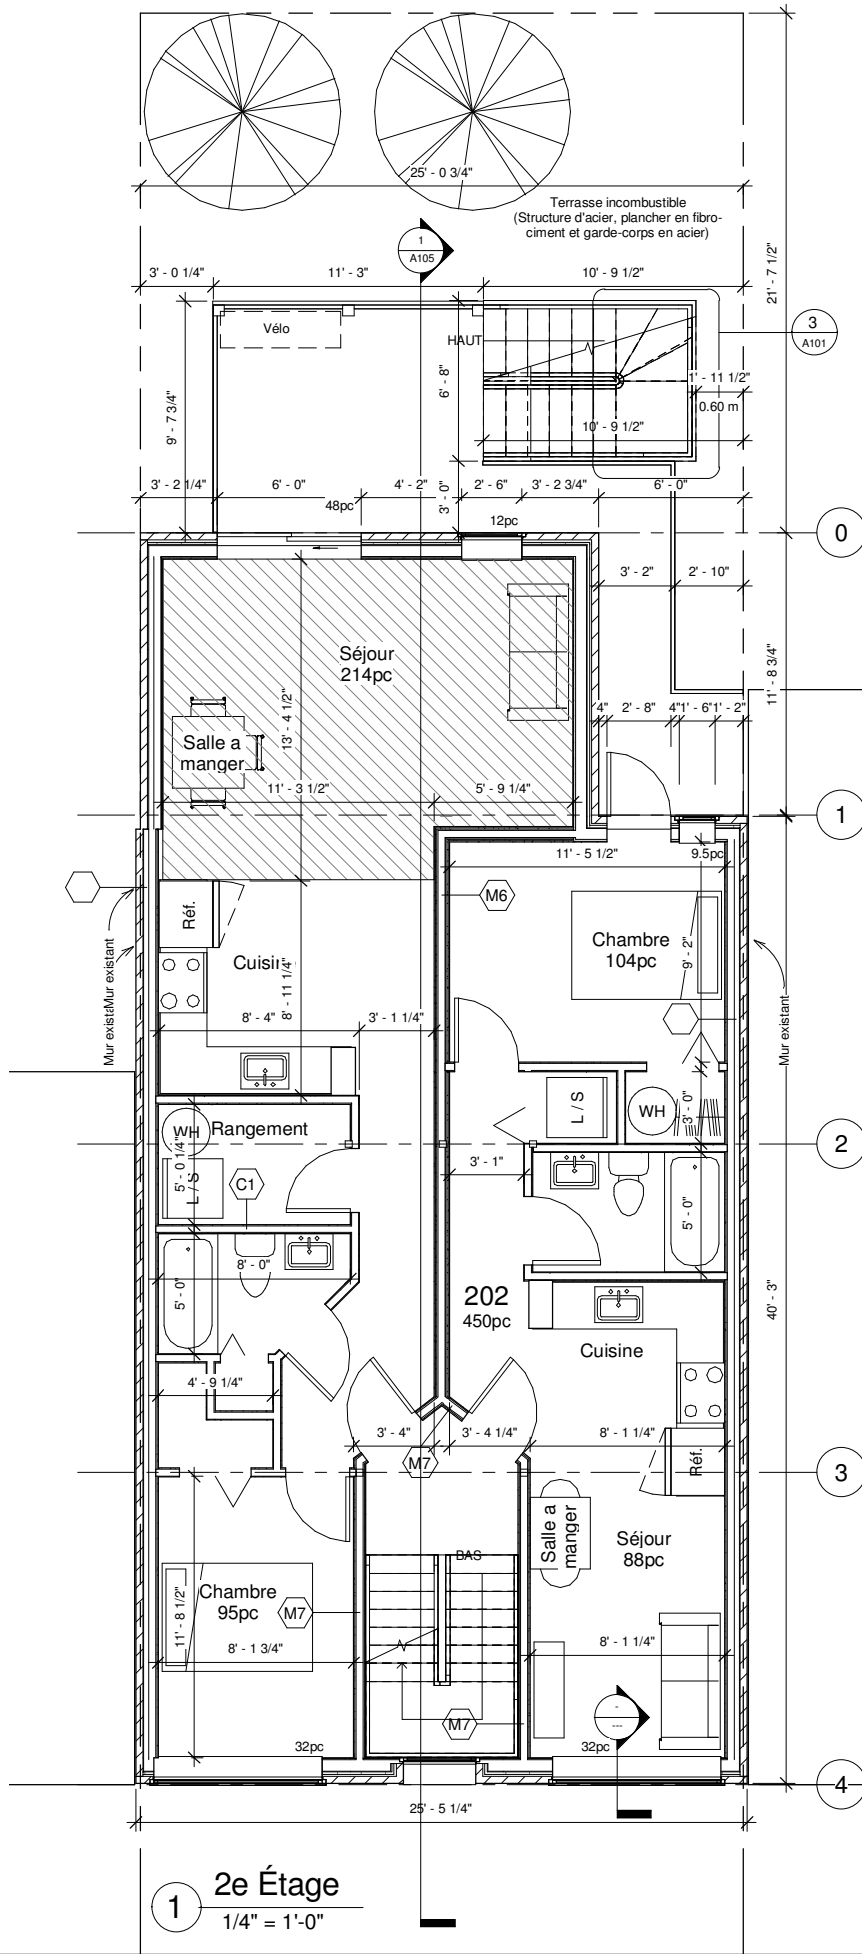 25' - 0 3/4"
Terrasse incombustible
(Structure d'acier, plancher en fibro-
ciment et garde-corps en acier)
1
A105
3' - 0 1/4"
11' - 3"
10' - 9 1/2"
21' - 7 1/2"
Vélo
HAUT
3
A101
6' - 8"
1' - 11 1/2"
0.60 m
9' - 7 3/4"
10' - 9 1/2"
3' - 2 1/4"
6' - 0"
4' - 2"
2' - 6"
3' - 2 3/4"
6' - 0"
48pc
3' - 0"
12pc
0
3' - 2"
2' - 10"
Séjour
214pc
11' - 8 3/4"
13' - 4 1/2"
4"
2' - 8"
4"
1' - 6"
1' - 2"
Salle a
manger
11' - 3 1/2"
5' - 9 1/4"
1
11' - 5 1/2"
9.5pc
M6
Réf.
Chambre
104pc
9' - 2"
Cuisin
8' - 11 1/4"
Mur exista
Mur existant
Mur existant
8' - 4"
3' - 1 1/4"
L / S
WH
3' - 0"
WH
Rangement
2
5' - 0 1/4"
L / S
C1
3' - 1"
5' - 0"
8' - 0"
5' - 0"
202
450pc
40' - 3"
Cuisine
4' - 9 1/4"
3' - 4"
3' - 4 1/4"
8' - 1 1/4"
M7
Réf.
3
Salle a
manger
Séjour
88pc
BAS
Chambre
95pc
M7
11' - 8 1/2"
8' - 1 3/4"
8' - 1 1/4"
M7
-
---
32pc
32pc
4
25' - 5 1/4"
1
2e Étage
1/4" = 1'-0"